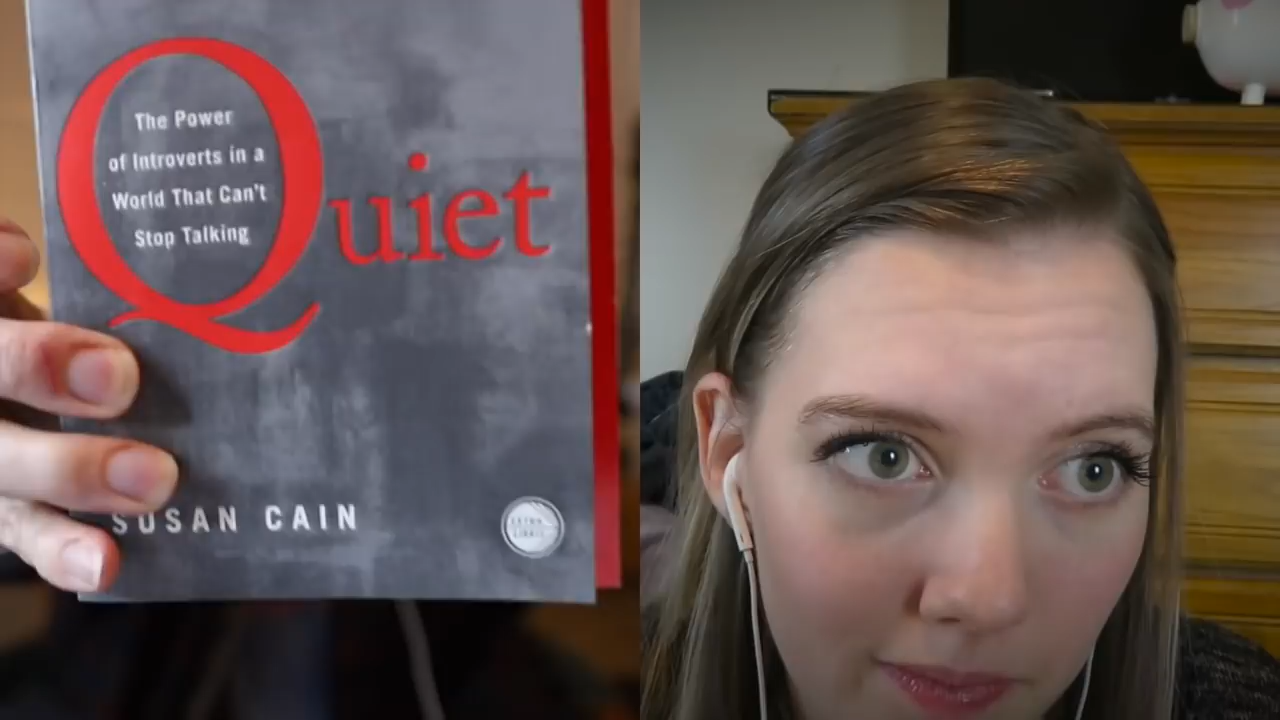 The Power
of Introverts in a
World That Can't
Stop Talking
Quiet
SUSAN CAIN